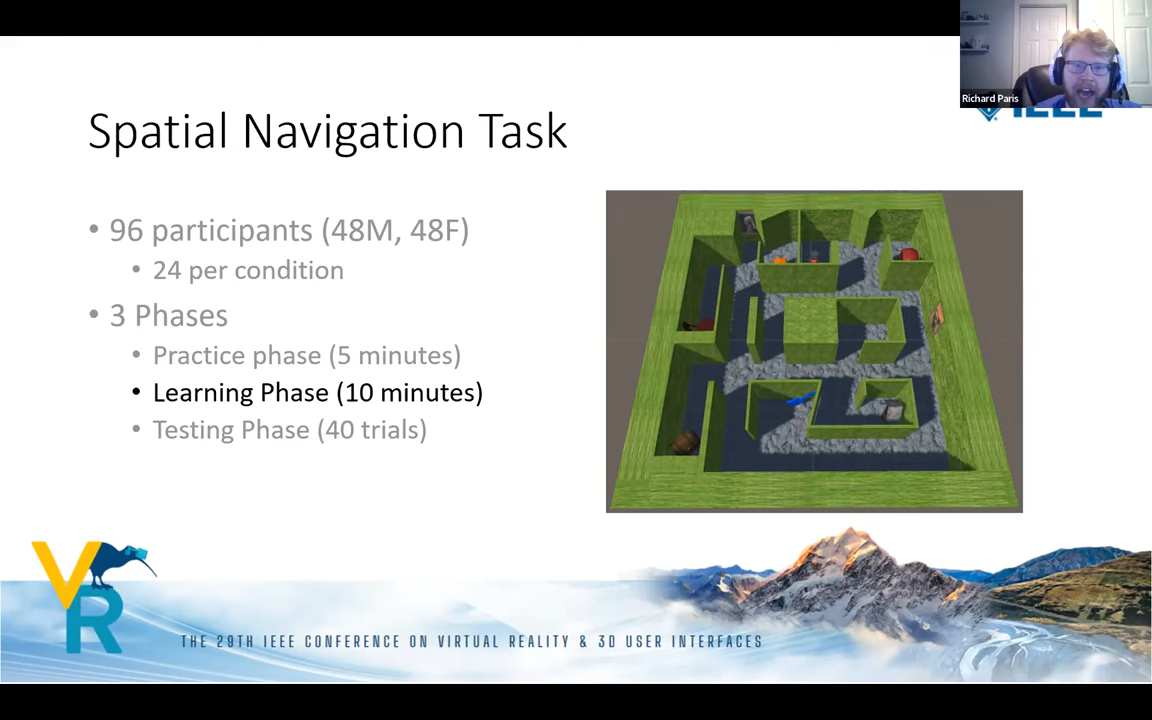 Richard Paris
IEEE
Spatial Navigation Task
• 96 participants (48M, 48F)
• 24 per condition
• 3 Phases
• Practice phase (5 minutes)
• Learning Phase (10 minutes)
• Testing Phase (40 trials)
VR
THE 29TH IEEE CONFERENCE ON VIRTUAL REALITY & 3D USER INTERFACES